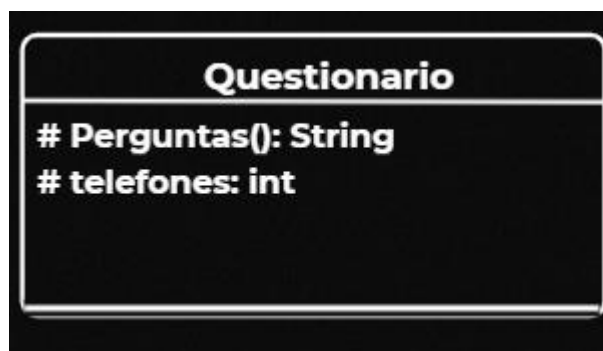 Questionario
# Perguntas(): String
# telefones: int